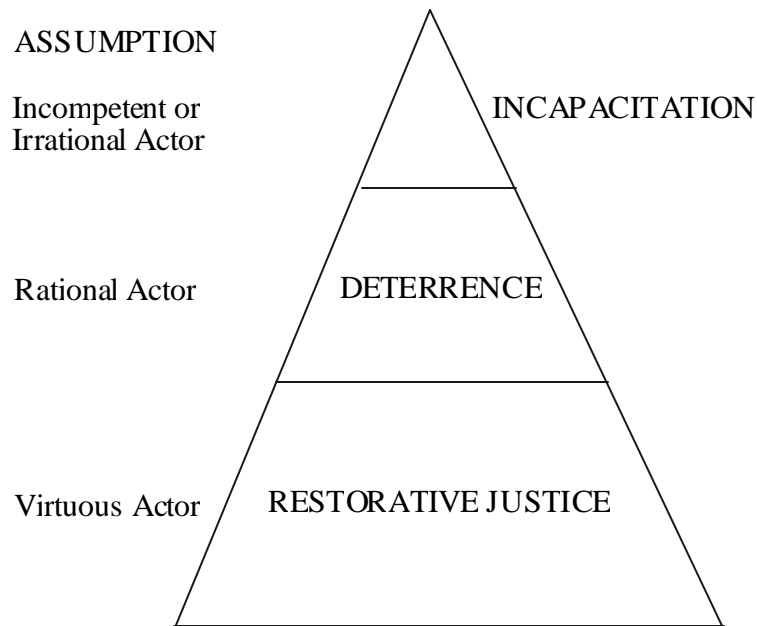 ASSUMPTION
Incompetent or
Irrational Actor
INCAPACITATION
Rational Actor
DETERRENCE
Virtuous Actor
RESTORATIVE JUSTICE